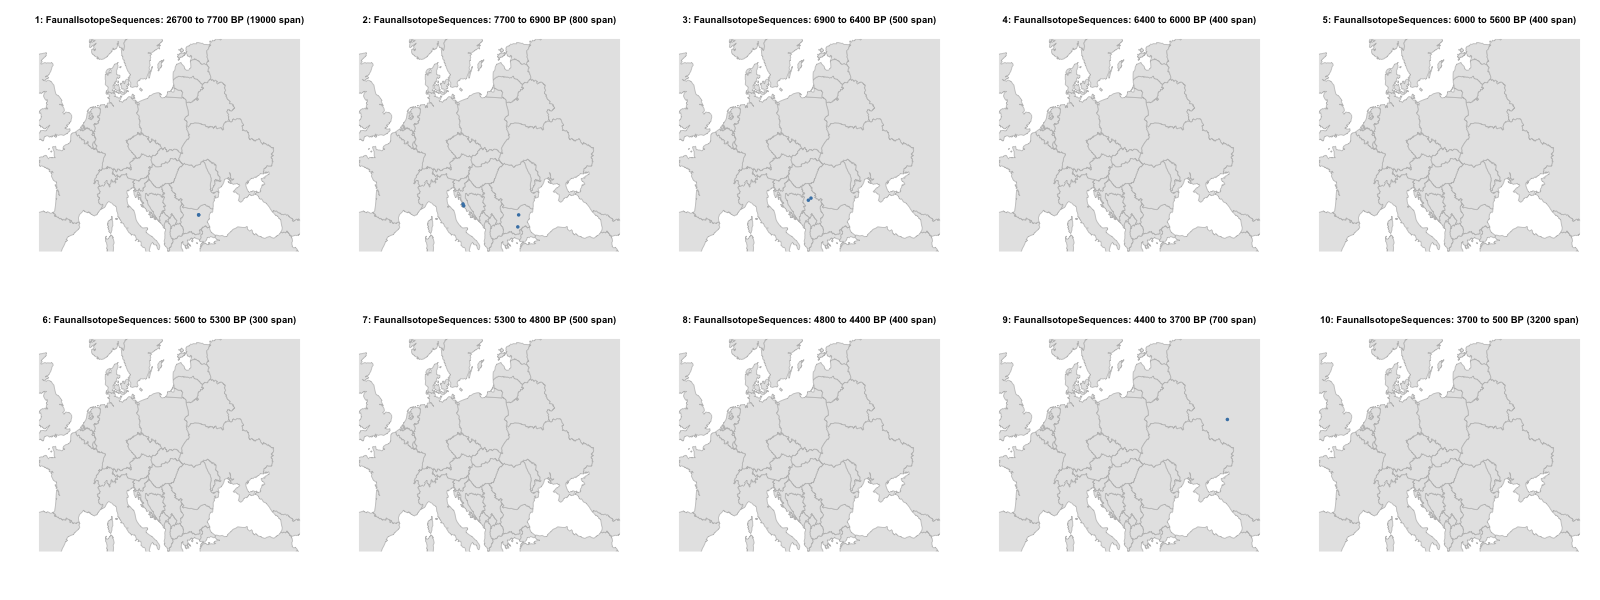 1: FaunalIsotopeSequences: 26700 to 7700 BP (19000 span)
2: FaunalIsotopeSequences: 7700 to 6900 BP (800 span)
3: FaunalIsotopeSequences: 6900 to 6400 BP (500 span)
4: FaunalIsotopeSequences: 6400 to 6000 BP (400 span)
5: FaunalIsotopeSequences: 6000 to 5600 BP (400 span)
6: FaunalIsotopeSequences: 5600 to 5300 BP (300 span)
7: FaunalIsotopeSequences: 5300 to 4800 BP (500 span)
8: FaunalIsotopeSequences: 4800 to 4400 BP (400 span)
9: FaunalIsotopeSequences: 4400 to 3700 BP (700 span)
10: FaunalIsotopeSequences: 3700 to 500 BP (3200 span)